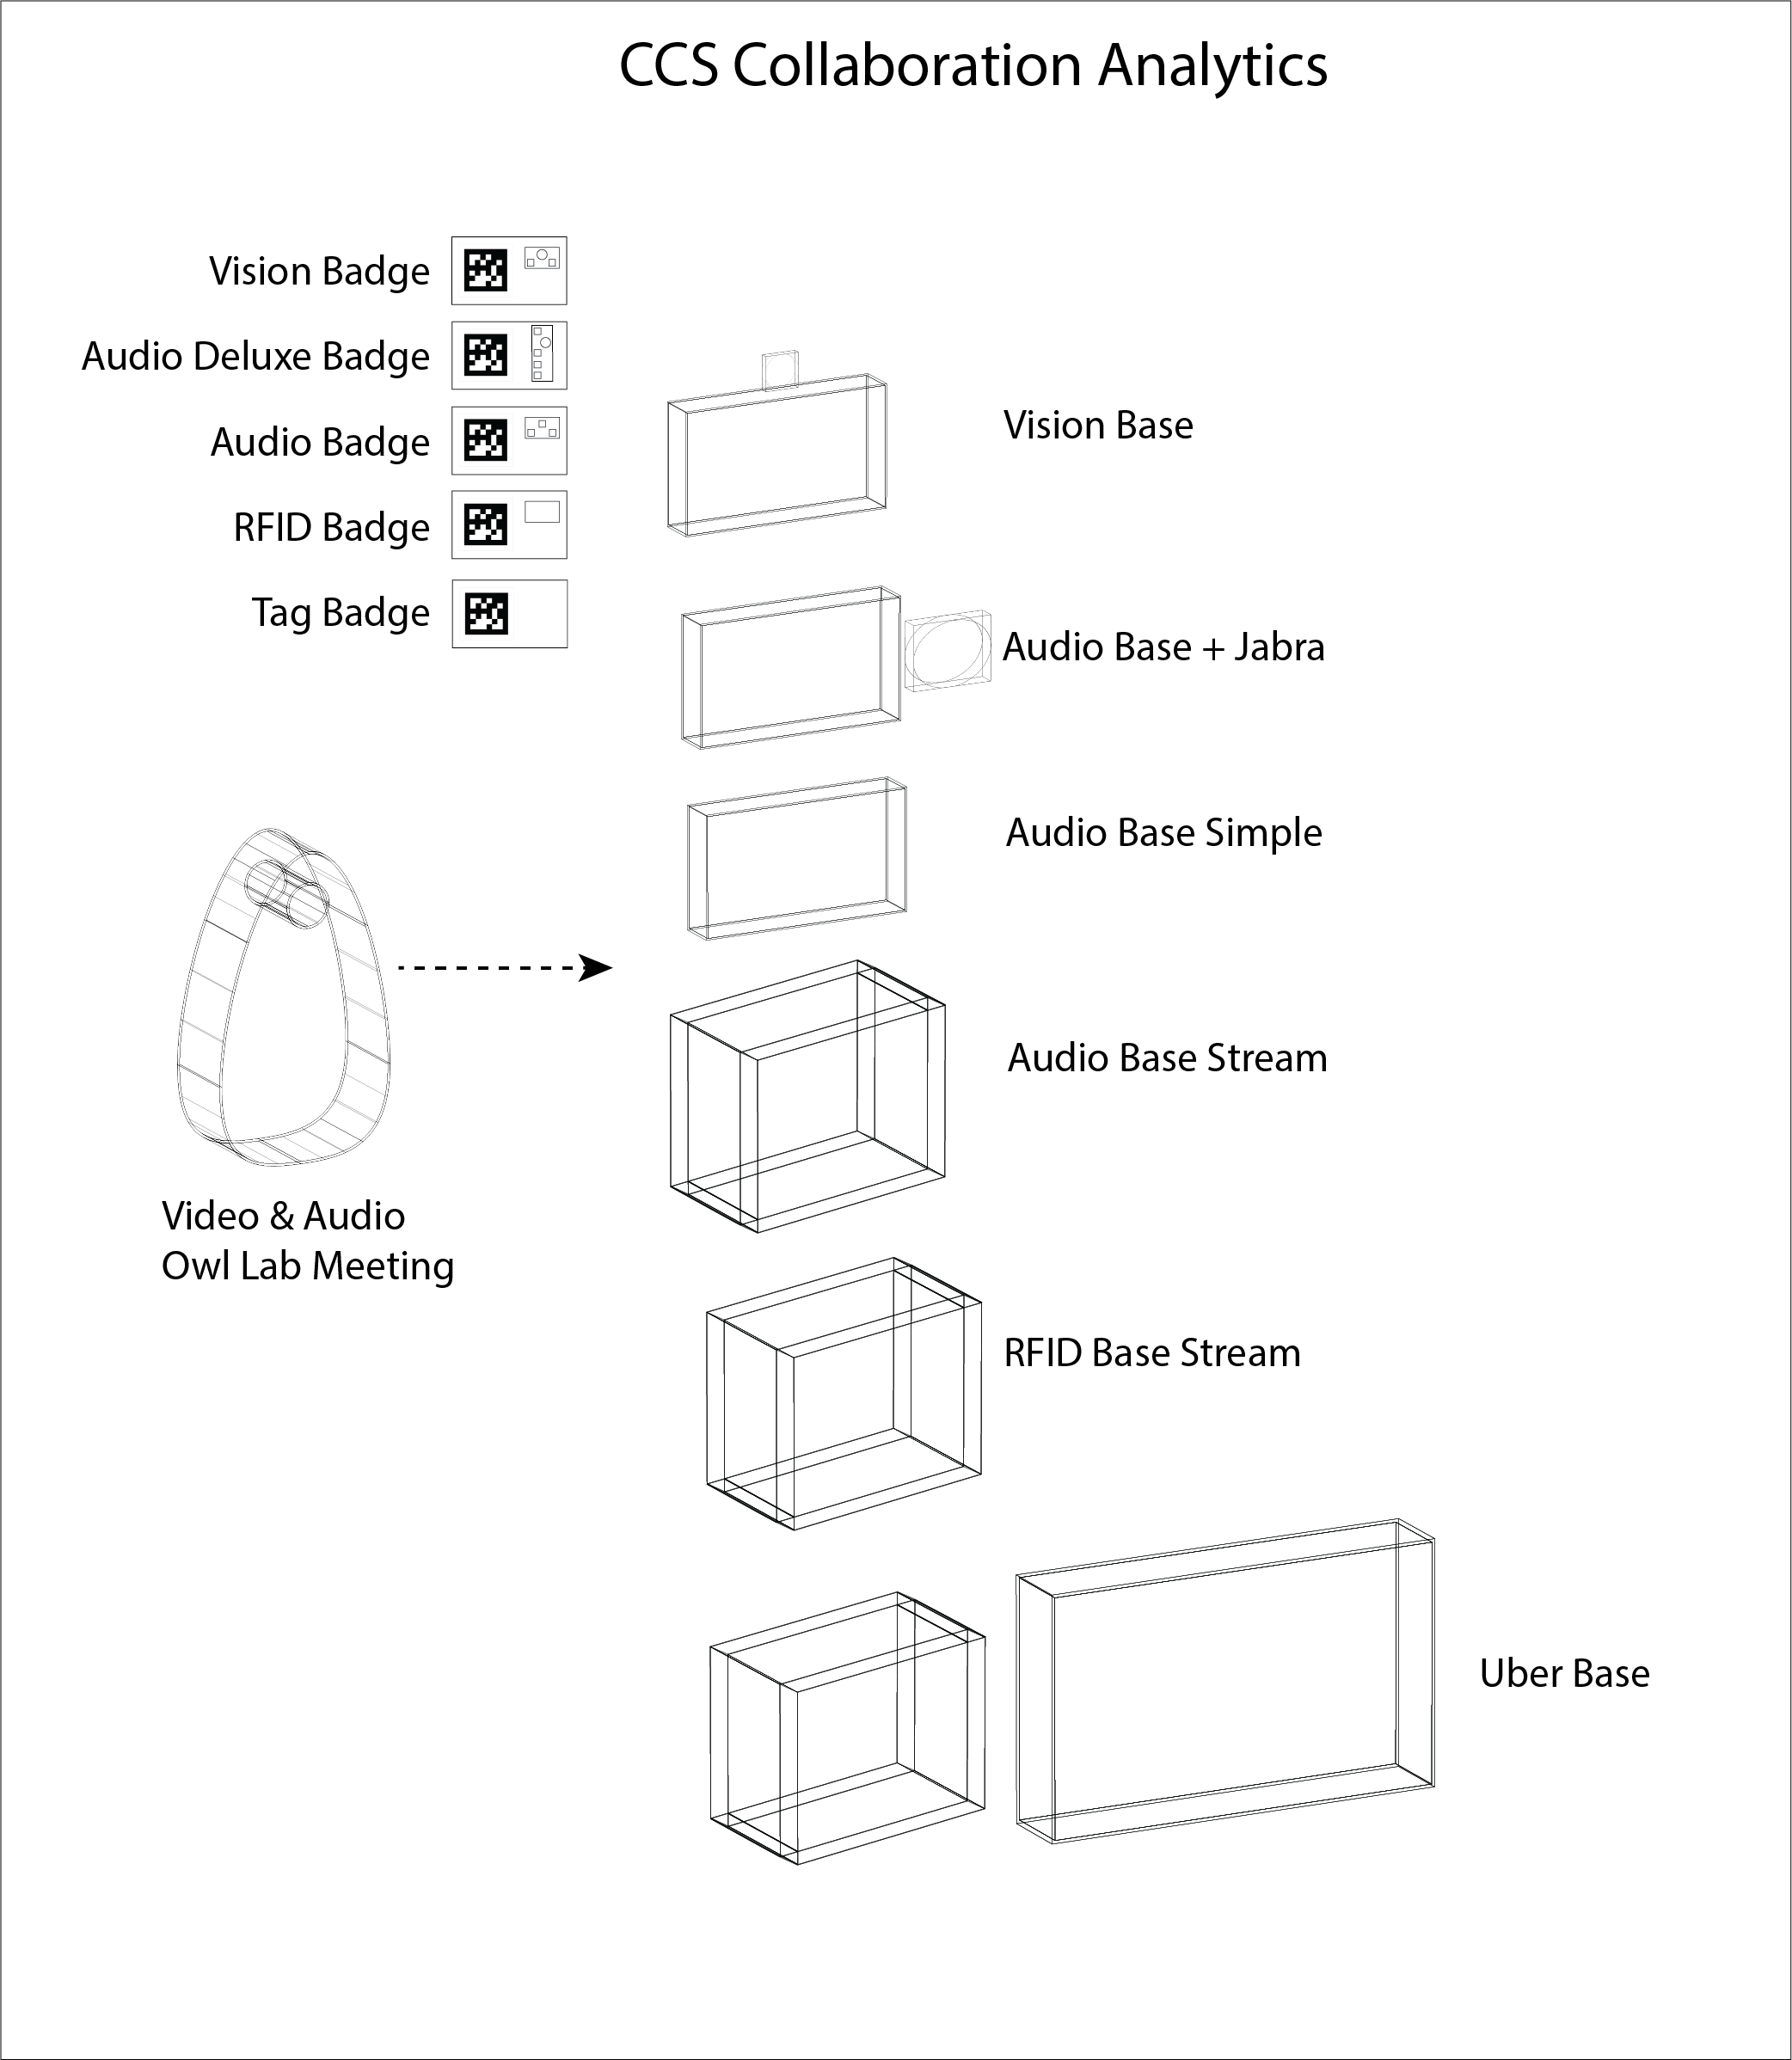 CCS Collaboration Analytics
Vision Badge
Audio Deluxe Badge
Audio Badge
RFID Badge
Tag Badge
Vision Base
Audio Base + Jabra
Audio Base Simple
Audio Base Stream
Video & Audio
Owl Lab Meeting
RFID Base Stream
Uber Base